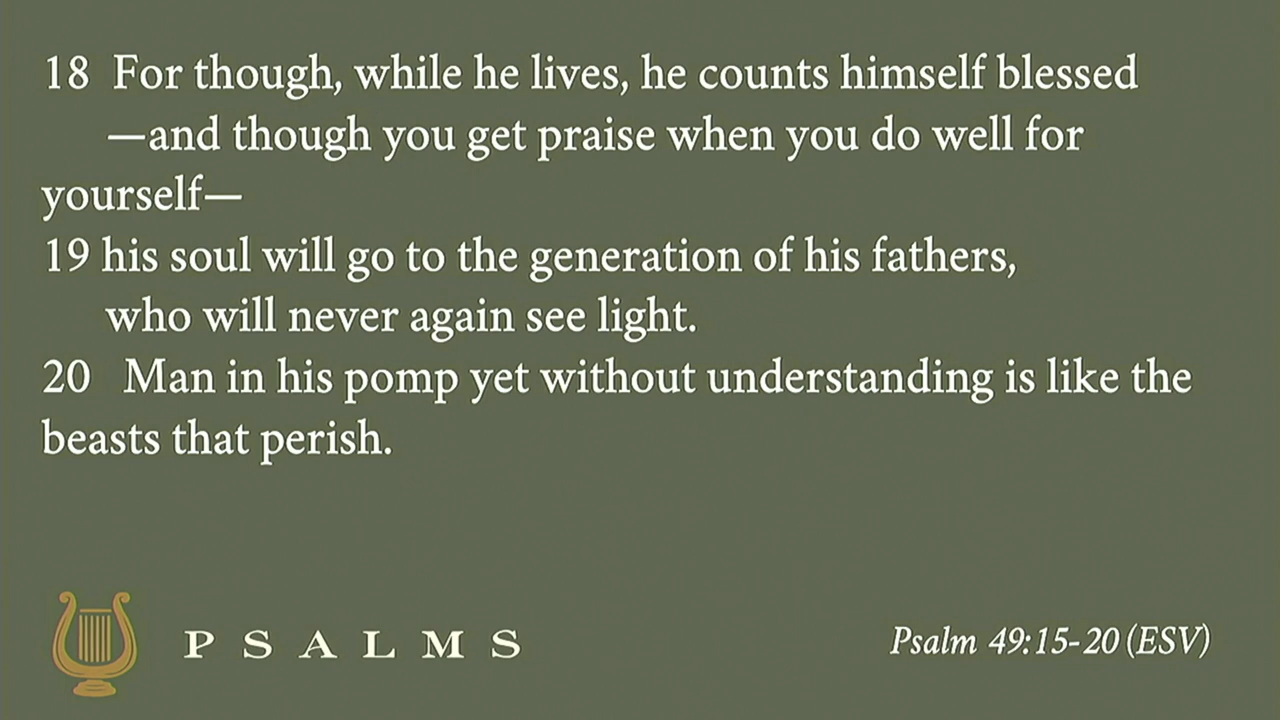 18 For though, while he lives, he counts himself blessed
—and though you get praise when you do well for
yourself—
19 his soul will go to the generation of his fathers,
who will never again see light.
20 Man in his pomp yet without understanding is like the
beasts that perish.
PSALMS
Psalm 49:15-20 (ESV)